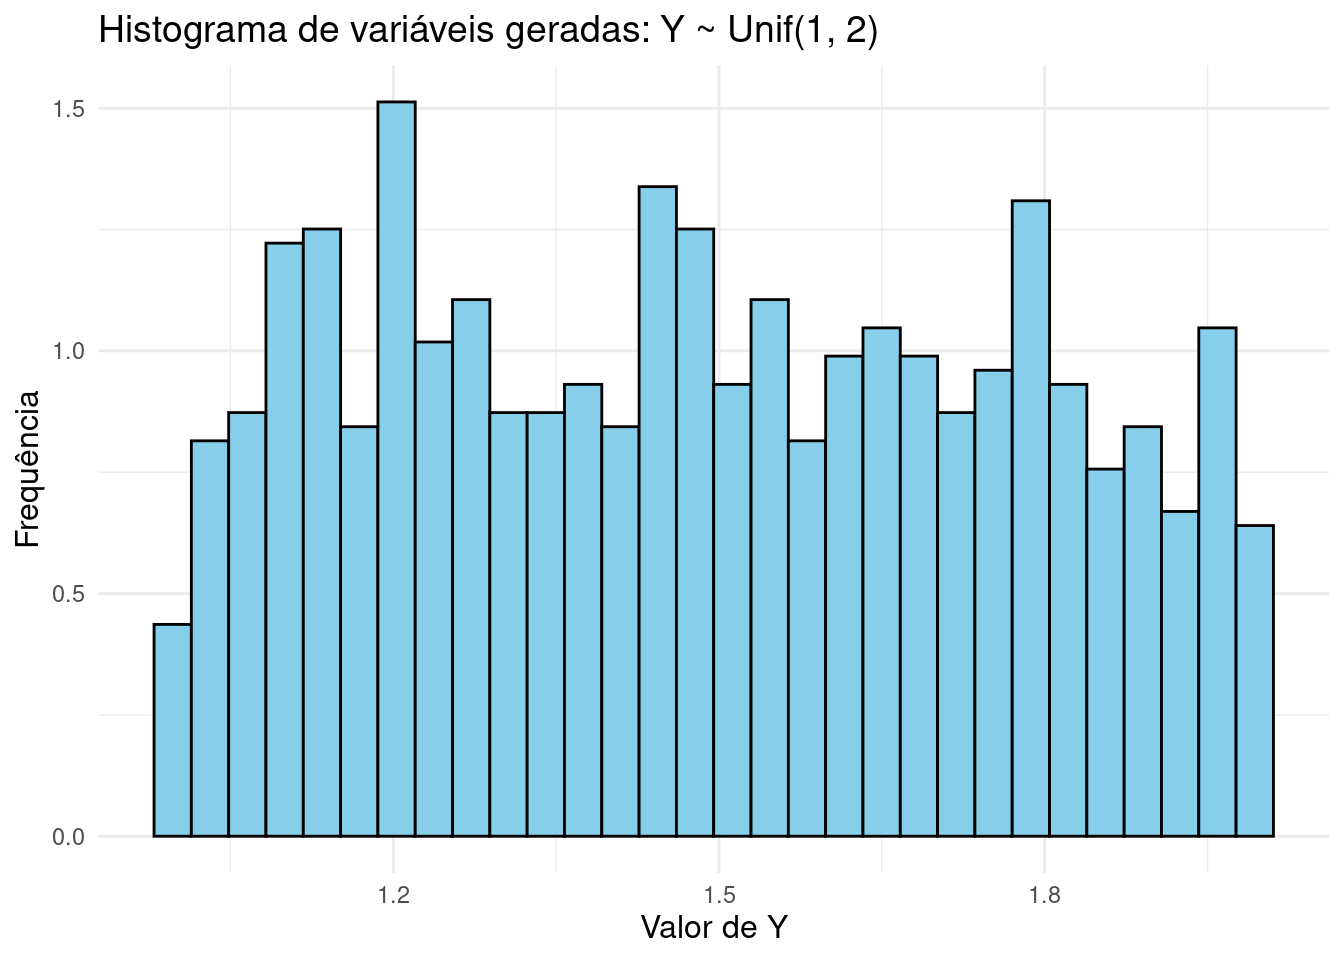 Histograma de variáveis geradas: Y ~ Unif(1, 2)
1.5
1.0
0.5
0.0
Frequência
1.2 1.5 1.8
Valor de Y